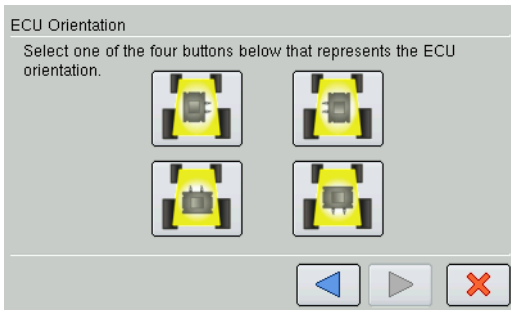 ECU Orientation
Select one of the four buttons below that represents the ECU
orientation.